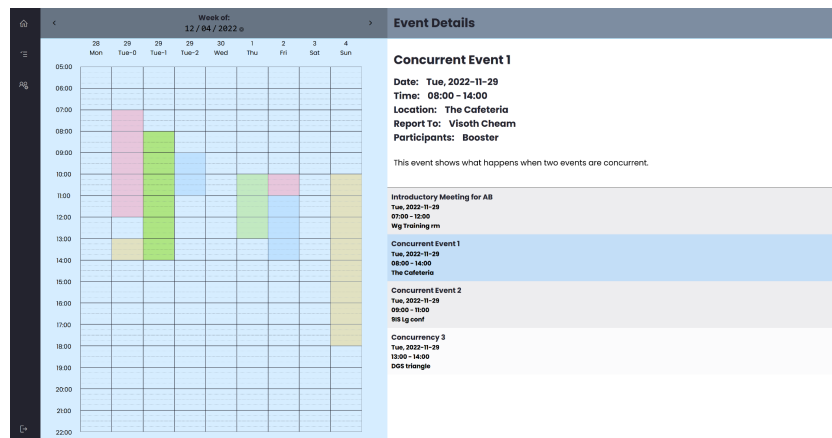 Week of:
12/04/2022
28 29 29 29 30 1 2 3 4
Mon Tue-0 Tue-1 Tue-2 Wed Thu Fri Sat Sun
05:00
06:00
07:00
08:00
09:00
10:00
11:00
12:00
13:00
14:00
15:00
16:00
17:00
18:00
19:00
20:00
21:00
22:00
Event Details
Concurrent Event 1
Date: Tue, 2022-11-29
Time: 08:00 - 14:00
Location: The Cafeteria
Report To: Visoth Cheam
Participants: Booster
This event shows what happens when two events are concurrent.
Introductory Meeting for AB
Tue, 2022-11-29
07:00 - 12:00
Wg Training rm
Concurrent Event 1
Tue, 2022-11-29
08:00 - 14:00
The Cafeteria
Concurrent Event 2
Tue, 2022-11-29
09:00 - 11:00
9IS Lg conf
Concurrency 3
Tue, 2022-11-29
13:00 - 14:00
DGS triangle